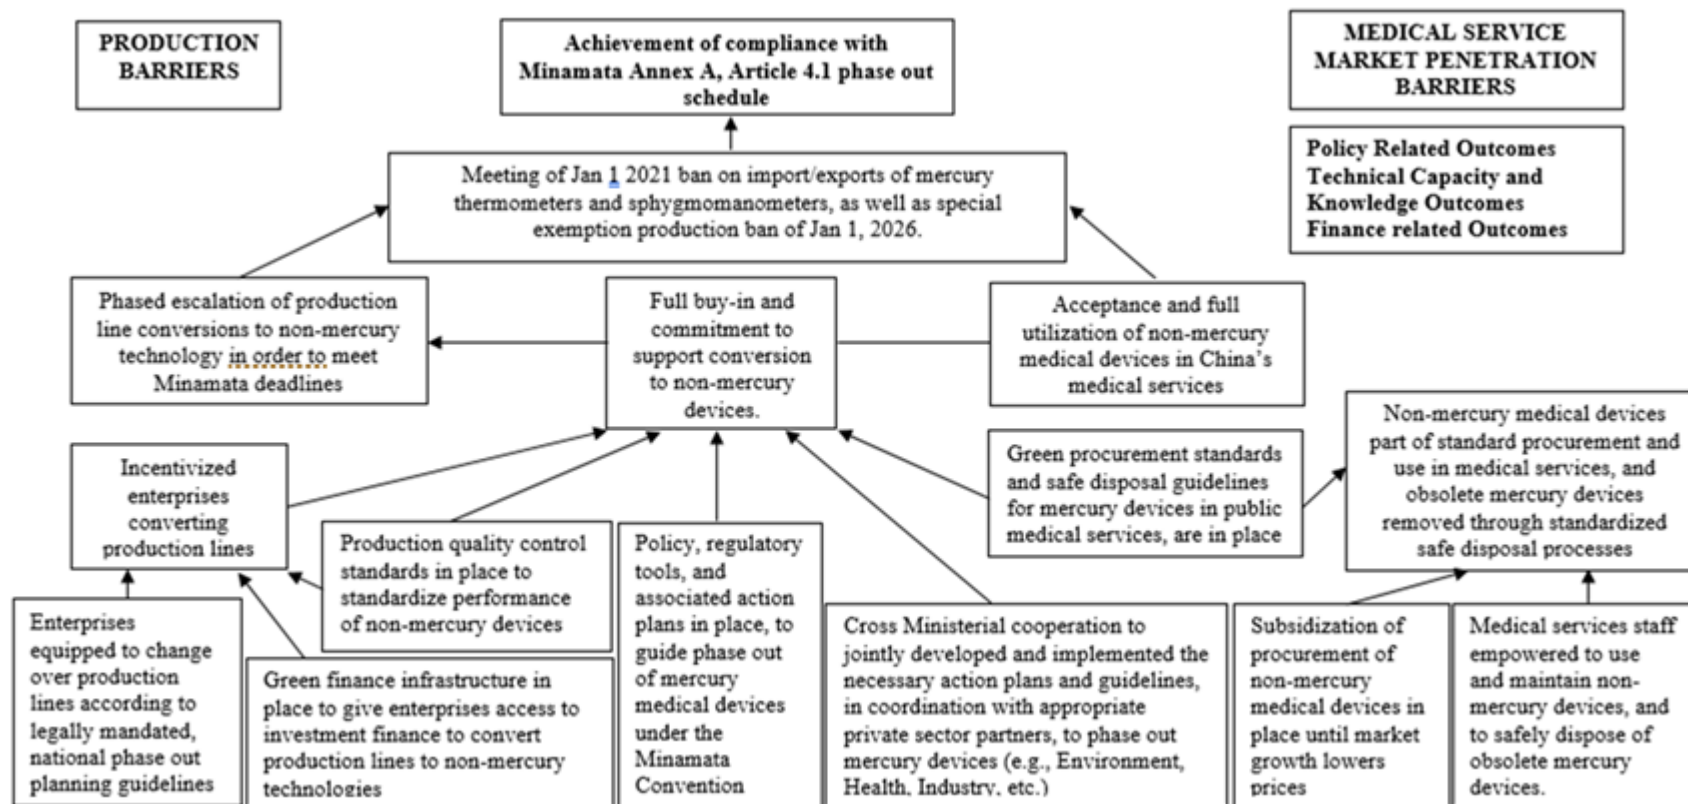 PRODUCTION
BARRIERS
Achievement of compliance with
Minamata Annex A, Article 4.1 phase out
schedule
MEDICAL SERVICE
MARKET PENETRATION
BARRIERS
Policy Related Outcomes
Technical Capacity and
Knowledge Outcomes
Finance related Outcomes
Meeting of Jan 1 2021 ban on import/exports of mercury
thermometers and sphygmomanometers, as well as special
exemption production ban of Jan 1, 2026.
Phased escalation of production
line conversions to non-mercury
technology in order to meet
Minamata deadlines
Full buy-in and
commitment to
support conversion
to non-mercury
devices.
Acceptance and full
utilization of non-mercury
medical devices in China's
medical services
Non-mercury medical devices
part of standard procurement and
use in medical services, and
obsolete mercury devices
removed through standardized
safe disposal processes
Incentivized
enterprises
converting
production lines
Green procurement standards
and safe disposal guidelines
for mercury devices in public
medical services, are in place
Production quality control
standards in place to
standardize performance
of non-mercury devices
Policy, regulatory
tools, and
associated action
plans in place, to
guide phase out
of mercury
medical devices
under the
Minamata
Convention
Enterprises
equipped to change
over production
lines according to
legally mandated,
national phase out
planning guidelines
Green finance infrastructure in
place to give enterprises access to
investment finance to convert
production lines to non-mercury
technologies
Cross Ministerial cooperation to
jointly developed and implemented the
necessary action plans and guidelines,
in coordination with appropriate
private sector partners, to phase out
mercury devices (e.g., Environment,
Health, Industry, etc.)
Subsidization of
procurement of
non-mercury
medical devices in
place until market
growth lowers
prices
Medical services staff
empowered to use
and maintain non-
mercury devices, and
to safely dispose of
obsolete mercury
devices.